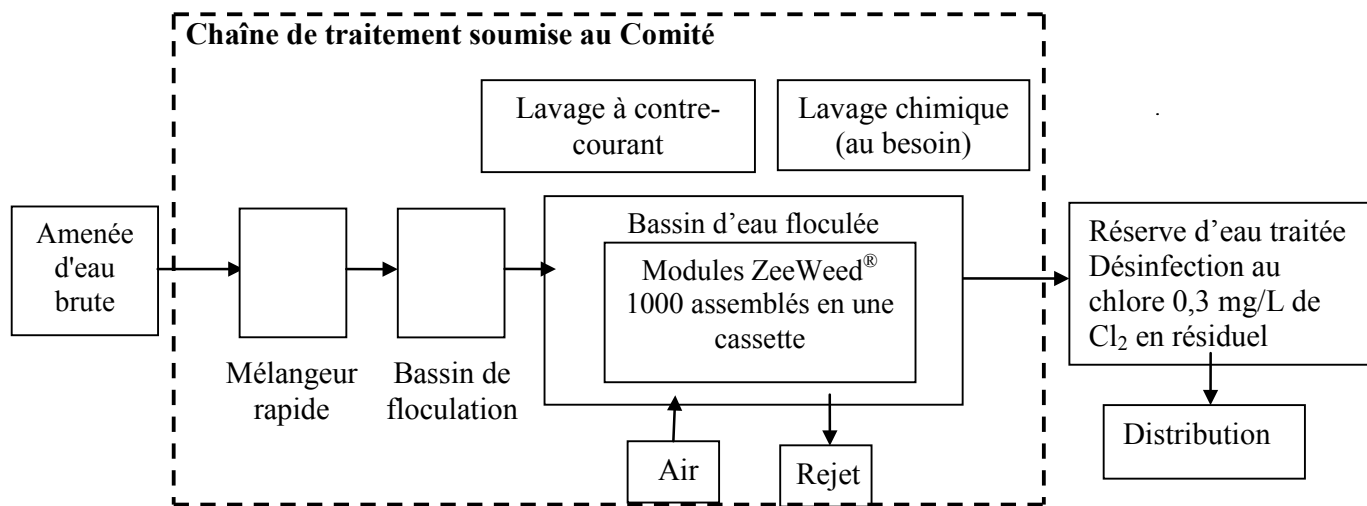 Chaîne de traitement soumise au Comité
Lavage à contre-
courant
Lavage chimique
(au besoin)
.
Amenée
d'eau
brute
Mélangeur
rapide
Bassin de
floculation
Bassin d’eau floculée
Modules ZeeWeed®
1000 assemblés en une
cassette
Air
Rejet
Réserve d’eau traitée
Désinfection au
chlore 0,3 mg/L de
Cl₂ en résiduel
Distribution